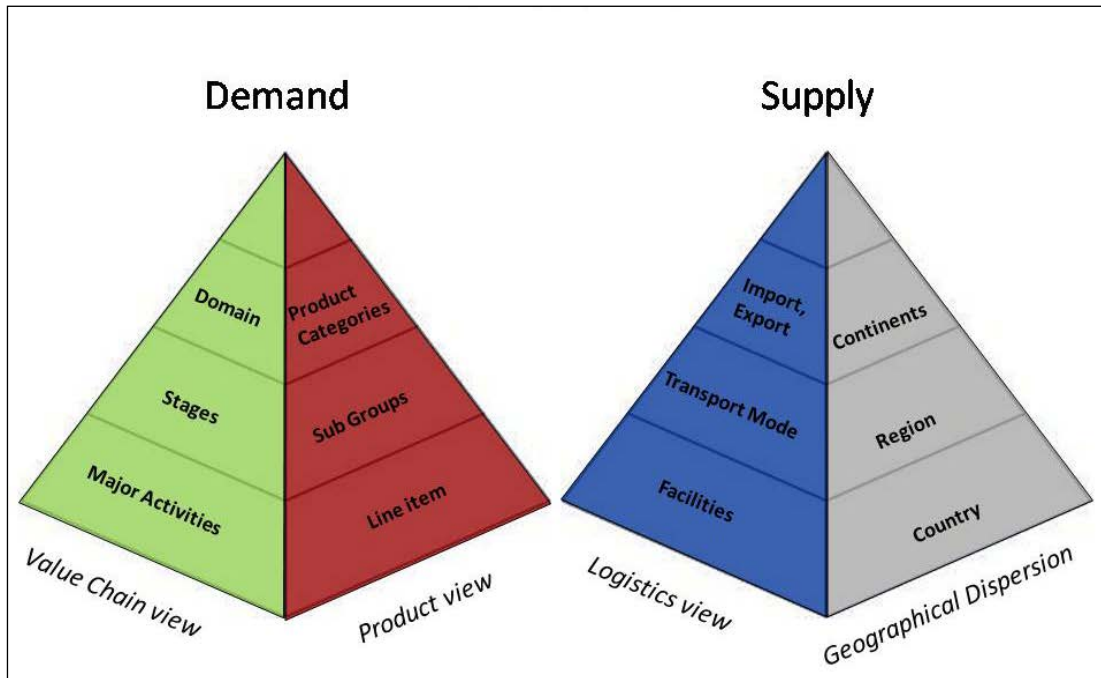 Demand
Supply
Domain
Product
Categories
Stages
Sub Groups
Major Activities
Line item
Value Chain view
Product view
Import,
Export
Continents
Transport Mode
Region
Facilities
Country
Logistics view
Geographical Dispersion